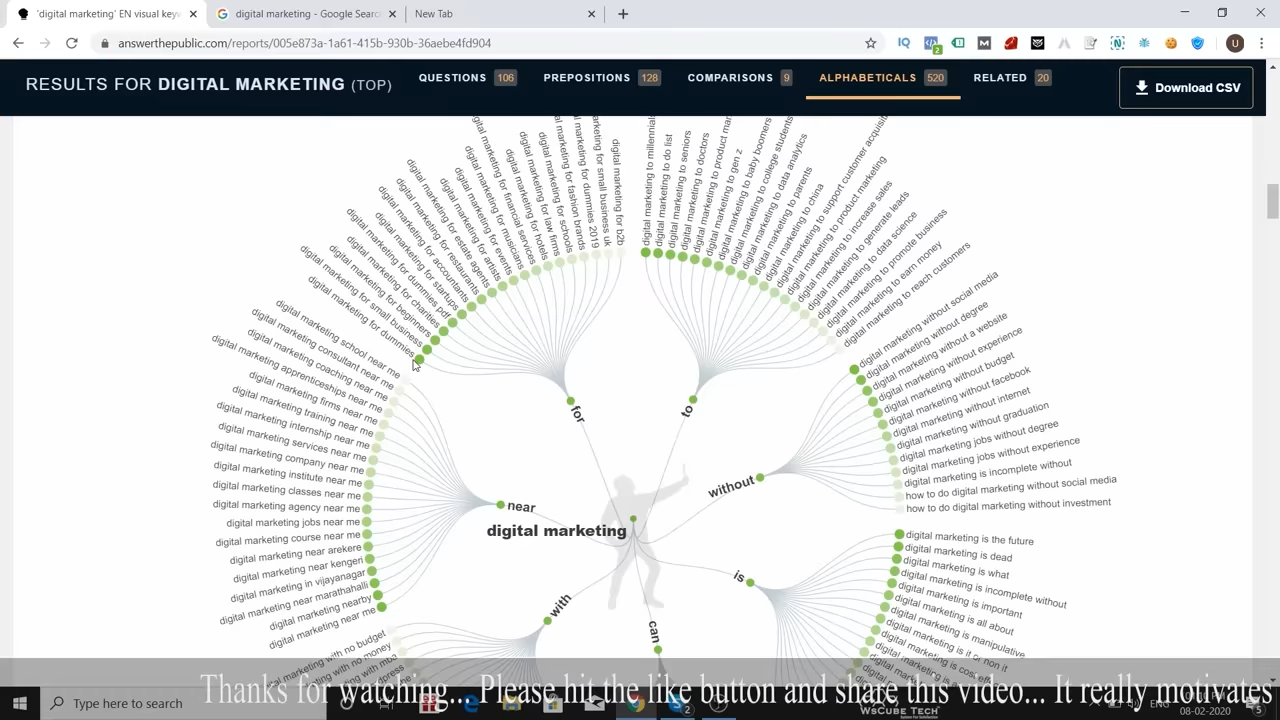 'digital marketing' EN visual keyw
digital marketing - Google Searc
New Tab
answerthepublic.com/reports/005e873a-1a61-415b-930b-36aebe4fd904
RESULTS FOR DIGITAL MARKETING (TOP)
QUESTIONS 106
PREPOSITIONS 128
COMPARISONS 9
ALPHABETICALS 520
RELATED 20
Download CSV
digital marketing
for
digital marketing for dummies
digital marketing for small business
digital marketing for beginners
digital marketing for charities
digital marketing for dummies pdf
digital marketing for startups
digital marketing for accountants
digital marketing for restaurants
digital marketing for estate agents
digital marketing for artists
digital marketing for events
digital marketing for musicians
digital marketing for financial services
digital marketing for hotels
digital marketing for law firms
digital marketing for schools
digital marketing for fashion brands
l marketing for dummies 2019
arketing for small business uk
digital marketing for b2b
to
digital marketing to millennial
digital marketing to do list
digital marketing to seniors
digital marketing to doctors
digital marketing to product mar
digital marketing to gen z
digital marketing to baby boomers
digital marketing to college students
digital marketing to data analytics
digital marketing to parents
digital marketing to china
digital marketing to support customer acquisit
digital marketing to product marketing
digital marketing to increase sales
digital marketing to generate leads
digital marketing to data science
digital marketing to promote business
digital marketing to earn money
digital marketing to reach customers
without
digital marketing without social media
digital marketing without degree
digital marketing without a website
digital marketing without experience
digital marketing without budget
digital marketing without facebook
digital marketing without internet
digital marketing without graduation
digital marketing jobs without degree
digital marketing jobs without experience
digital marketing is incomplete without
how to do digital marketing without social media
how to do digital marketing without investment
is
digital marketing is the future
digital marketing is dead
digital marketing is what
digital marketing is incomplete without
digital marketing is important
digital marketing is all about
digital marketing is manipulative
digital marketing is it or non it
digital marketing is cos
can
with
marketing with no budget
with no money
with mba
near
digital marketing school near me
digital marketing consultant near me
digital marketing coaching near me
digital marketing apprenticeships near me
digital marketing firms near me
digital marketing training near me
digital marketing internship near me
digital marketing services near me
digital marketing company near me
digital marketing institute near me
digital marketing classes near me
digital marketing agency near me
digital marketing jobs near me
digital marketing course near me
digital marketing near arekere
digital marketing near kengeri
digital marketing in vijayanagar
digital marketing near marathahalli
digital marketing nearby
digital marketing near me
Thanks for watching... Please hit the like button and share this video... It really motivates
Type here to search
WSCUBE TECH
ENG
08-02-2020